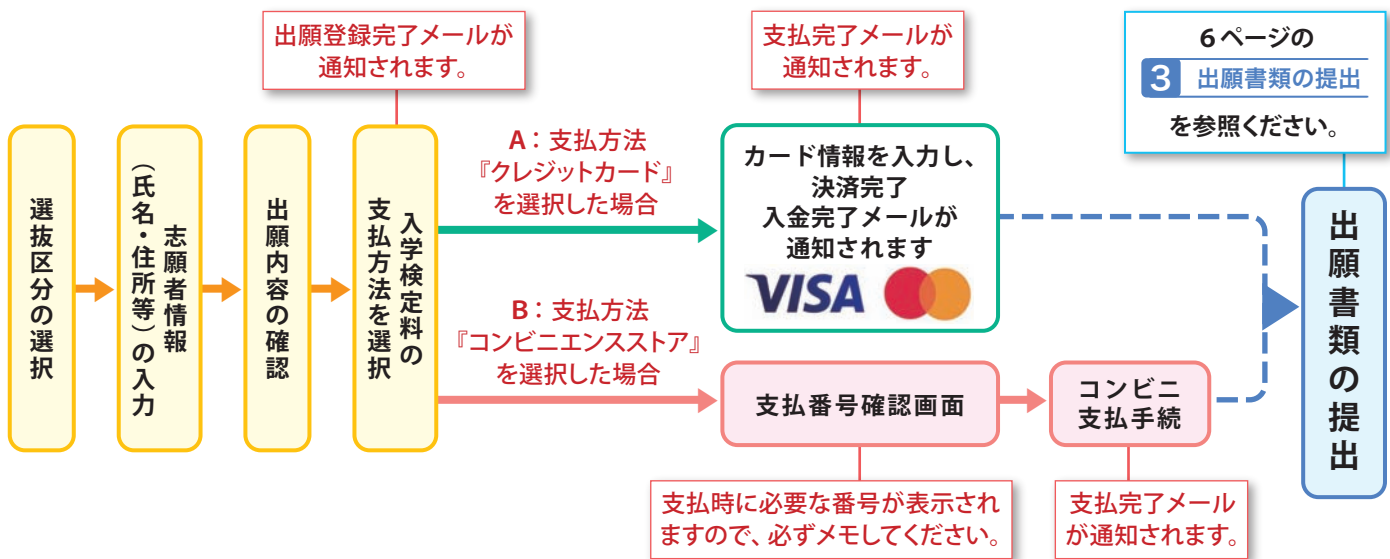 出願登録完了メールが
通知されます。
支払完了メールが
通知されます。
6ページの
3 出願書類の提出
を参照ください。
選抜区分の選択
志願者情報
（氏名・住所等）の入力
出願内容の確認
入学検定料の
支払方法を選択
A：支払方法
『クレジットカード』
を選択した場合
カード情報を入力し、
決済完了
入金完了メールが
通知されます
VISA
B：支払方法
『コンビニエンスストア』
を選択した場合
支払番号確認画面
コンビニ
支払手続
出願書類の提出
支払時に必要な番号が表示され
ますので、必ずメモしてください。
支払完了メール
が通知されます。